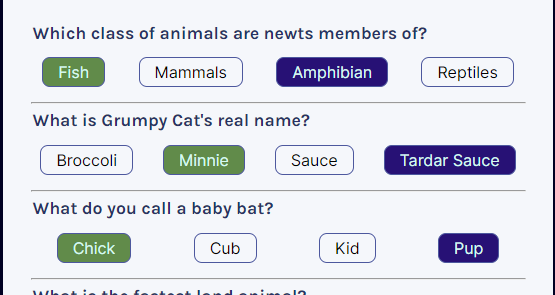 Which class of animals are newts members of?
Fish Mammals Amphibian Reptiles
What is Grumpy Cat's real name?
Broccoli Minnie Sauce Tardar Sauce
What do you call a baby bat?
Chick Cub Kid Pup
What is the fastest land animal?